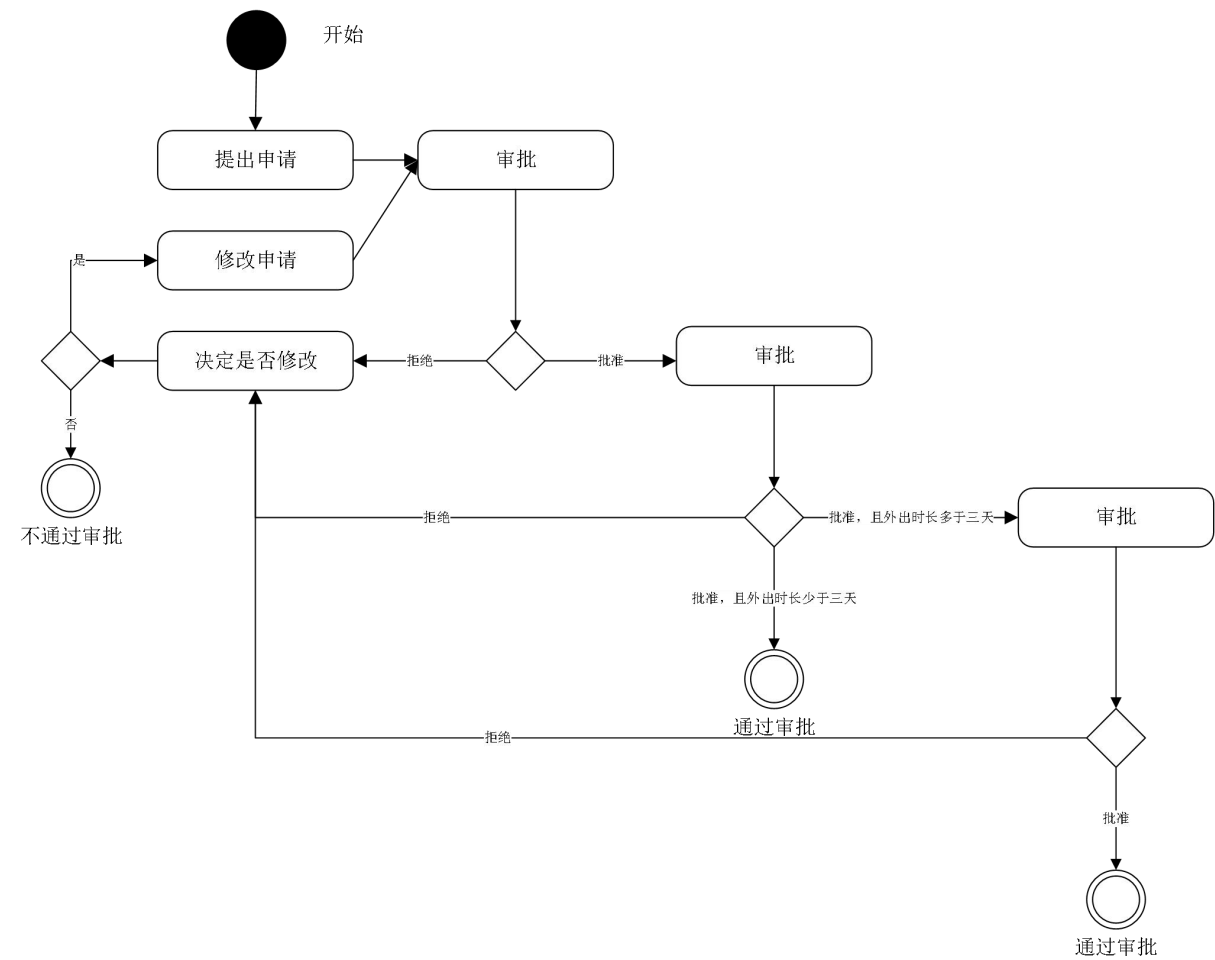 开始
提出申请
审批
是
修改申请
决定是否修改
拒绝
批准
审批
否
不通过审批
拒绝
批准，且外出时长多于三天
审批
批准，且外出时长少于三天
通过审批
拒绝
批准
通过审批